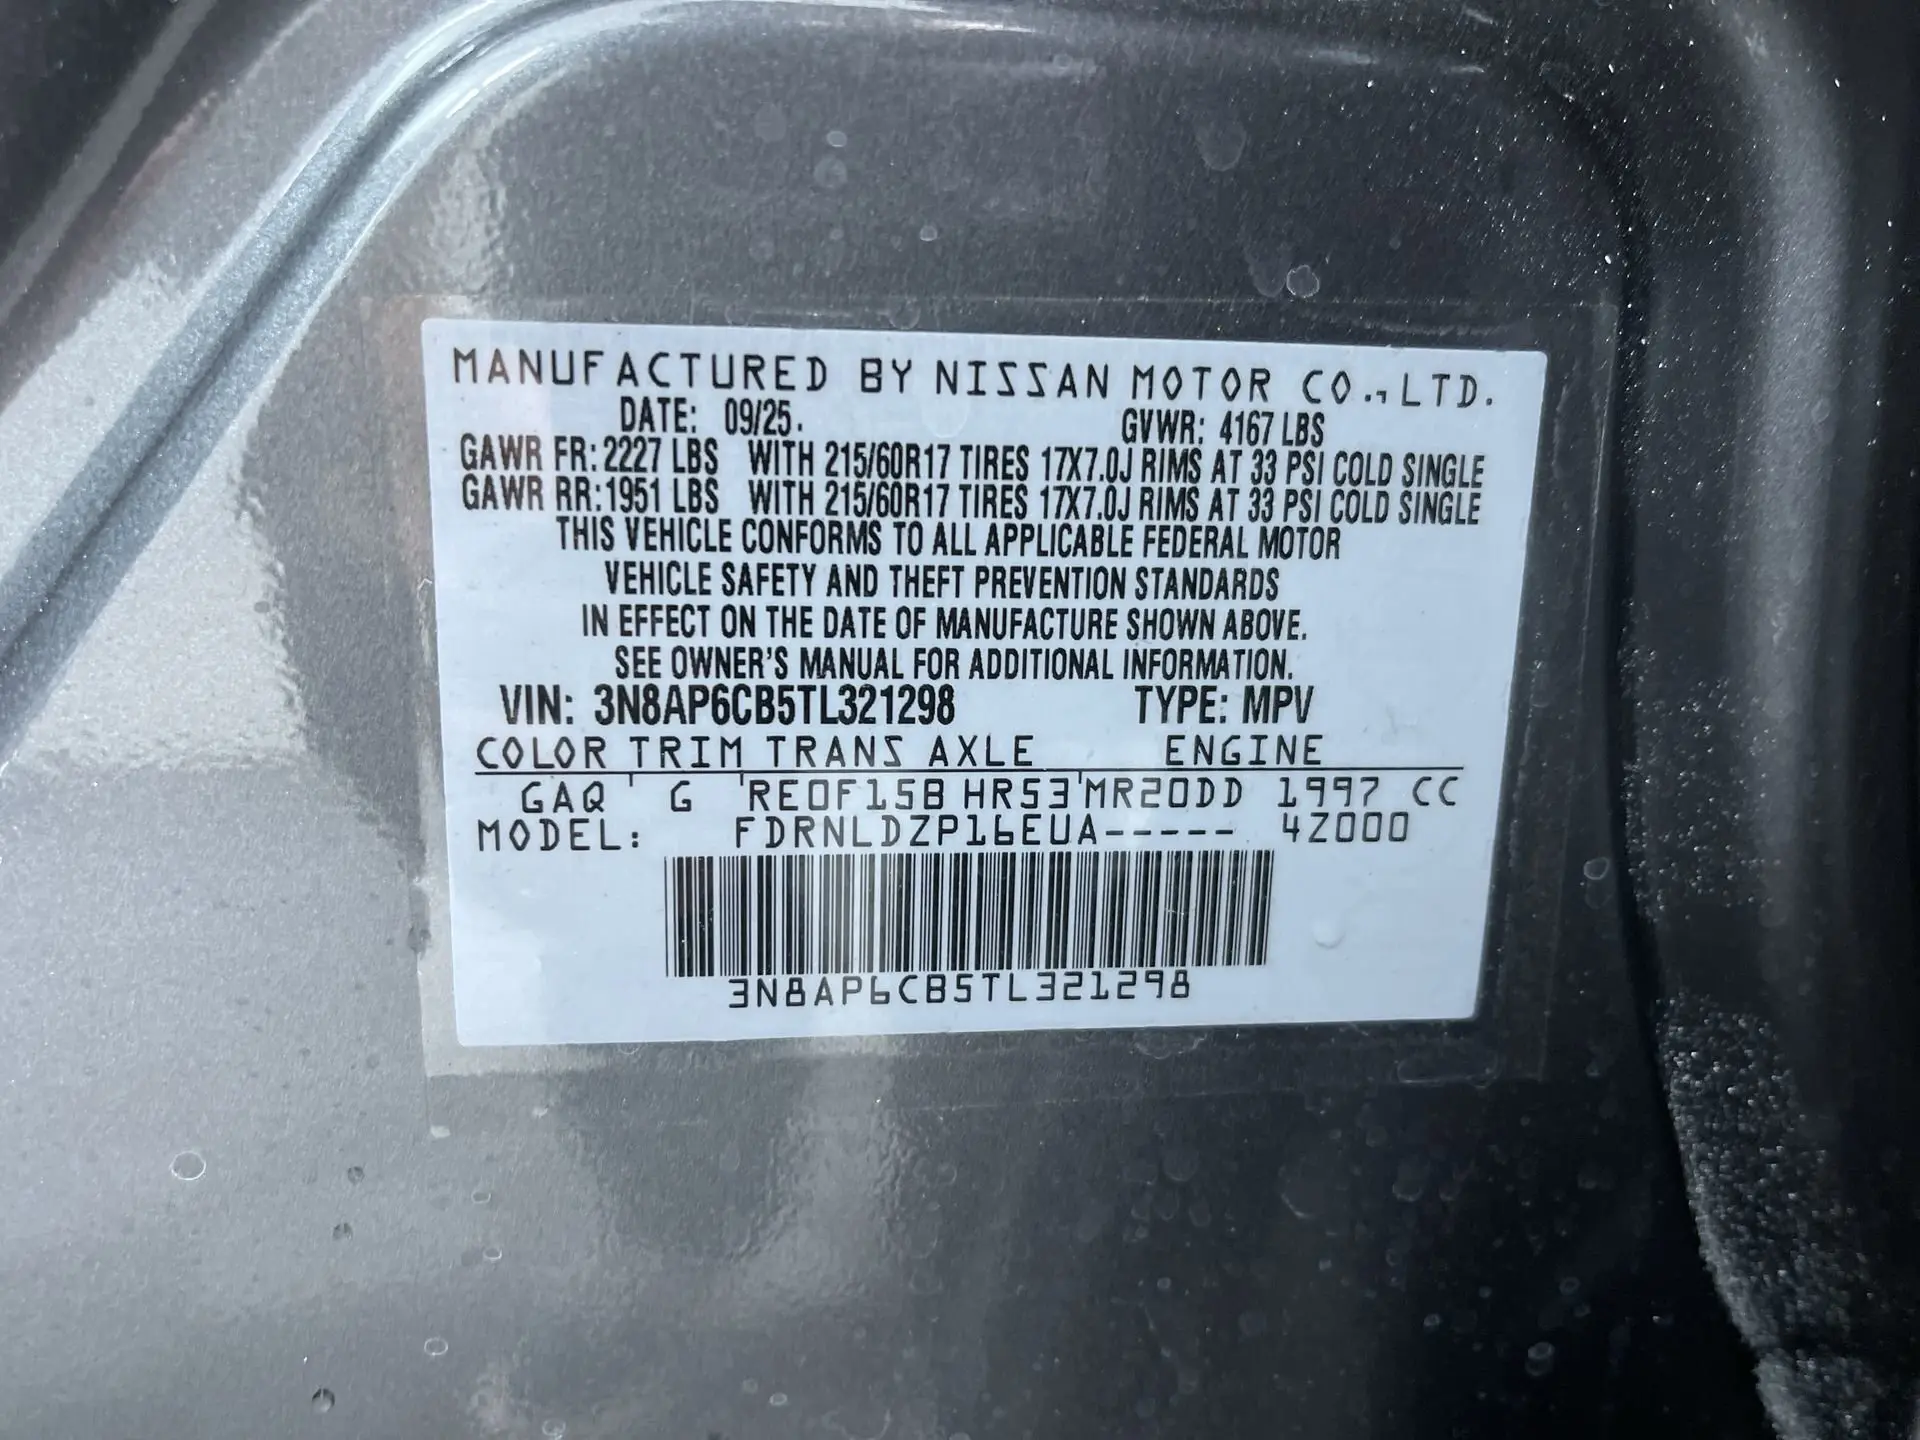 MANUFACTURED BY NISSAN MOTOR CO.,LTD.
DATE: 09/25. GVWR: 4167 LBS
GAWR FR: 2227 LBS WITH 215/60R17 TIRES 17X7.0J RIMS AT 33 PSI COLD SINGLE
GAWR RR: 1951 LBS WITH 215/60R17 TIRES 17X7.0J RIMS AT 33 PSI COLD SINGLE
THIS VEHICLE CONFORMS TO ALL APPLICABLE FEDERAL MOTOR
VEHICLE SAFETY AND THEFT PREVENTION STANDARDS
IN EFFECT ON THE DATE OF MANUFACTURE SHOWN ABOVE.
SEE OWNER'S MANUAL FOR ADDITIONAL INFORMATION.
VIN: 3N8AP6CB5TL321298 TYPE: MPV
COLOR TRIM TRANS AXLE ENGINE
GAQ G RE0F15B HR53 MR20DD 1997 CC
MODEL: FDRNLDZP16EUA----- 4Z000
3N8AP6CB5TL321298